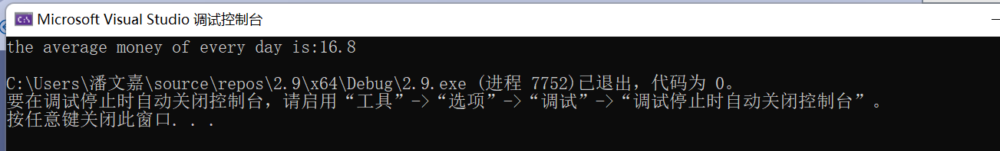 Microsoft Visual Studio 调试控制台
the average money of every day is:16.8
C:\Users\潘文嘉\source\repos\2.9\x64\Debug\2.9.exe (进程 7752)已退出，代码为 0。
要在调试停止时自动关闭控制台，请启用“工具”->“选项”->“调试”->“调试停止时自动关闭控制台”。
按任意键关闭此窗口. . .